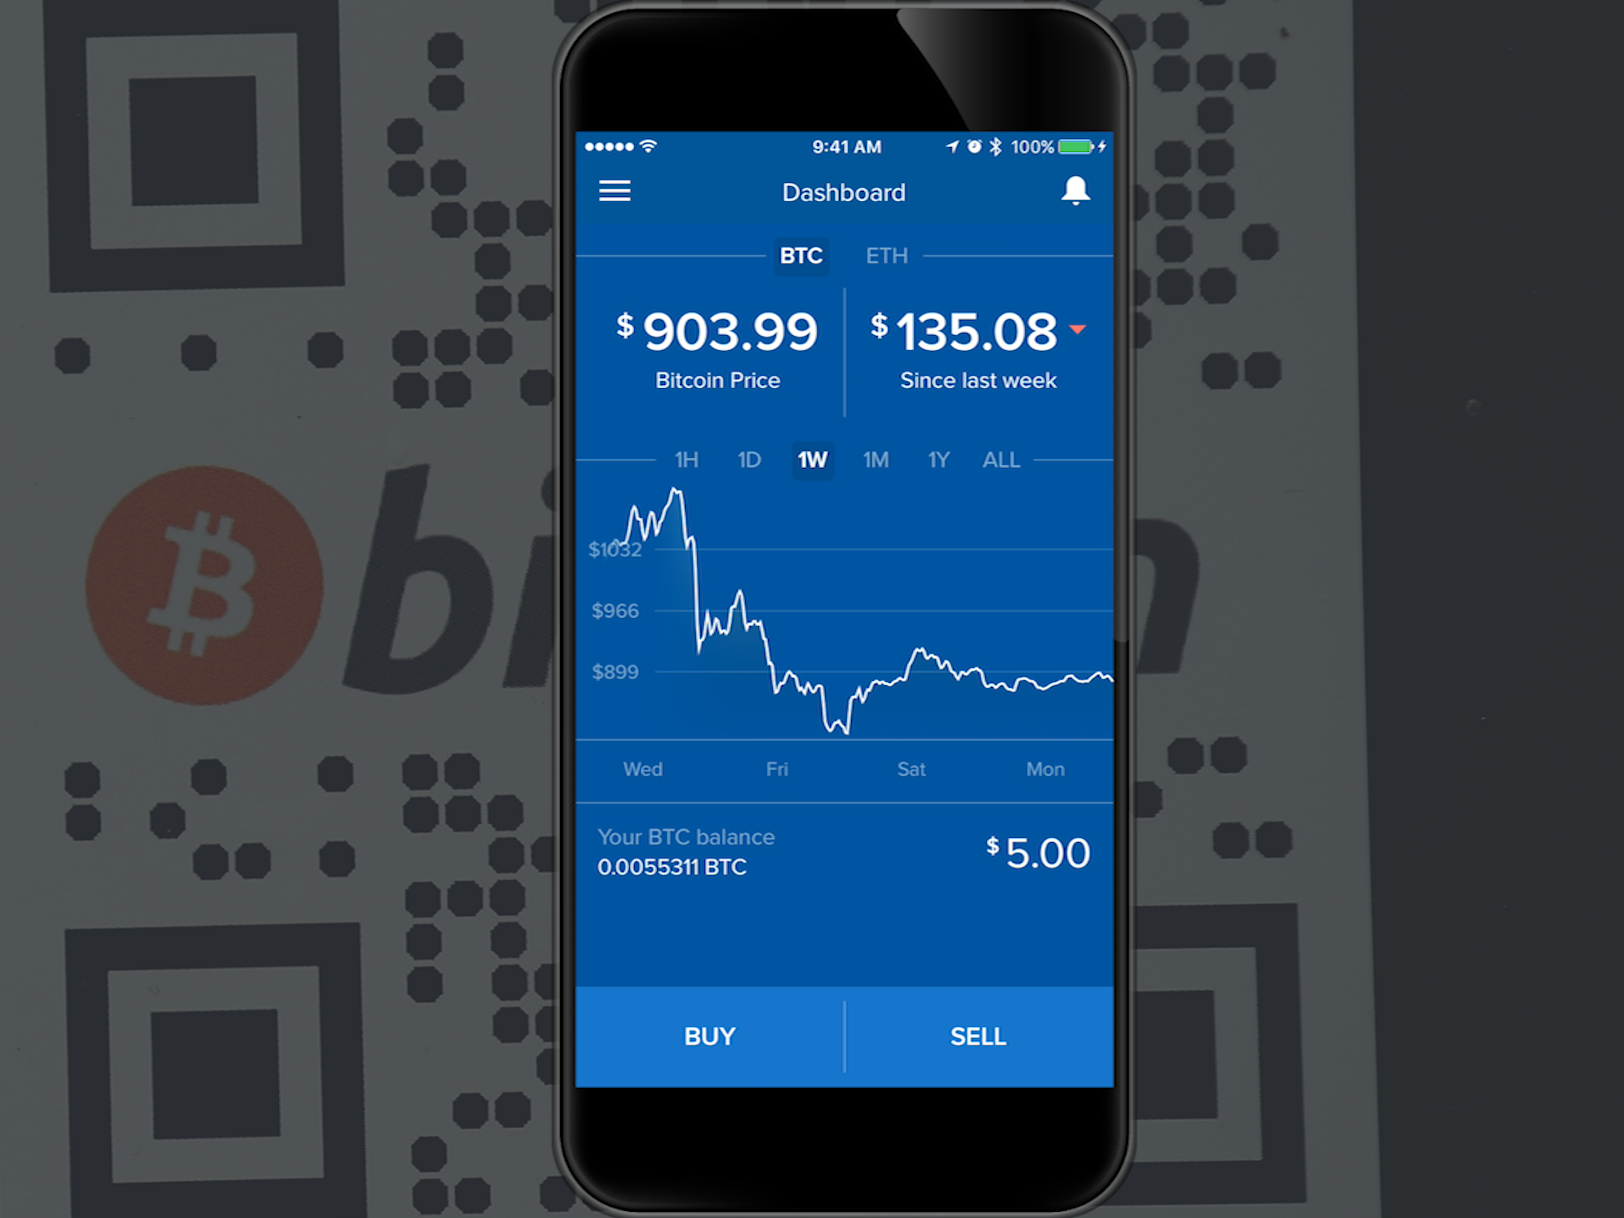 9:41 AM
100%
Dashboard
BTC ETH
$903.99 $135.08
Bitcoin Price Since last week
1H 1D 1W 1M 1Y ALL
$1032
$966
$899
Wed Fri Sat Mon
Your BTC balance
0.0055311 BTC
$5.00
BUY SELL